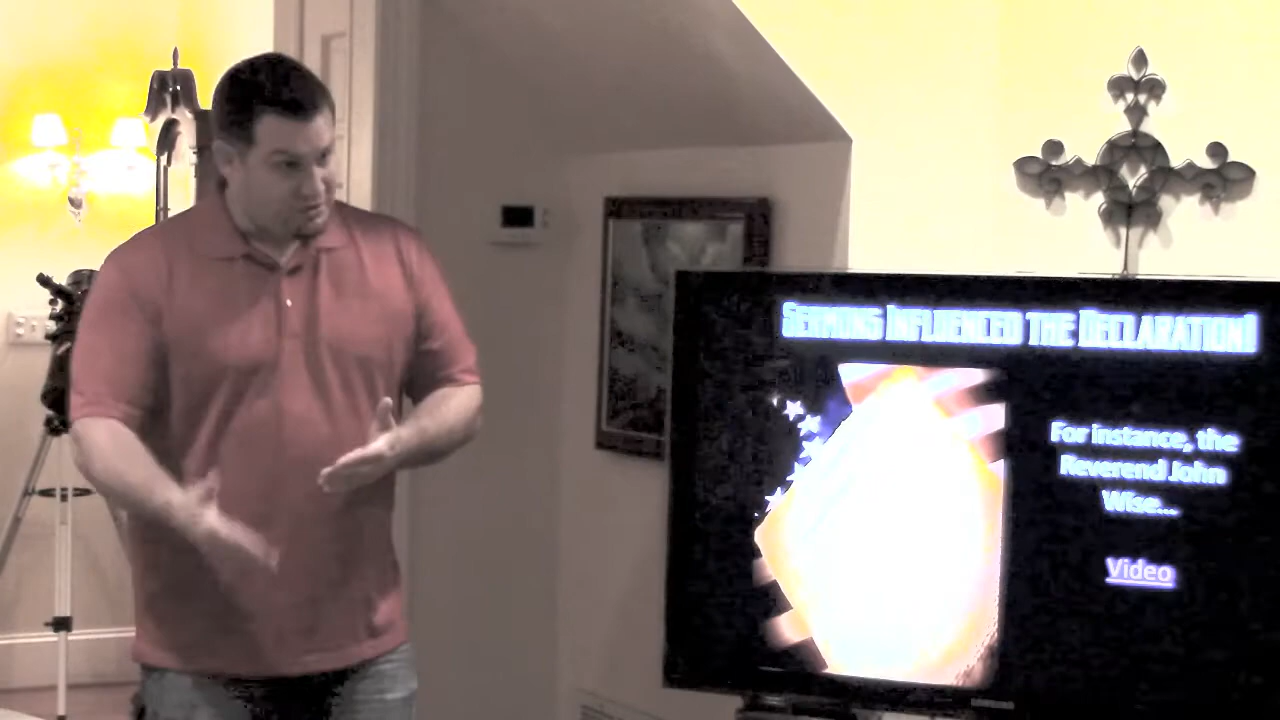 SERMONS INFLUENCED THE DECLARATION!
For instance, the
Reverend John
Wise...
Video